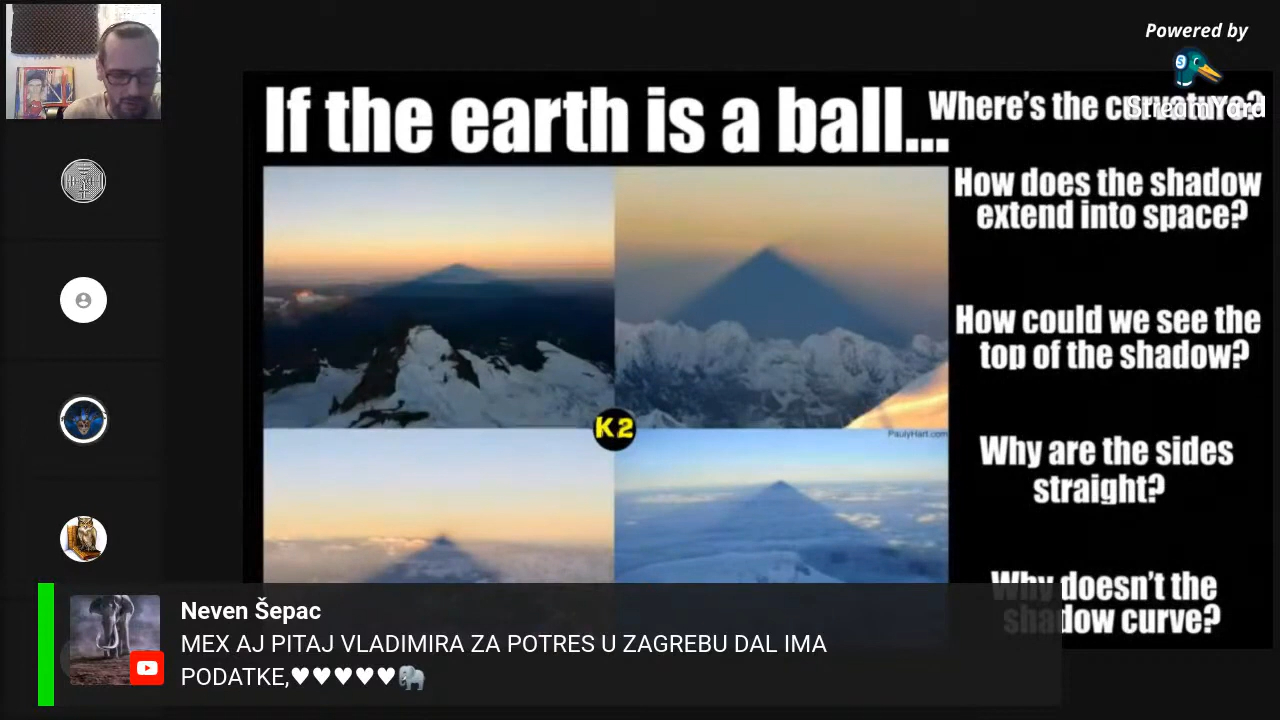 Powered by
StreamYard
If the earth is a ball...
Where's the curvature?
How does the shadow
extend into space?
How could we see the
top of the shadow?
Why are the sides
straight?
Why doesn't the
shadow curve?
K2
PaulyHart.com
Neven Šepac
MEX AJ PITAJ VLADIMIRA ZA POTRES U ZAGREBU DAL IMA
PODATKE,♥♥♥♥♥🐘